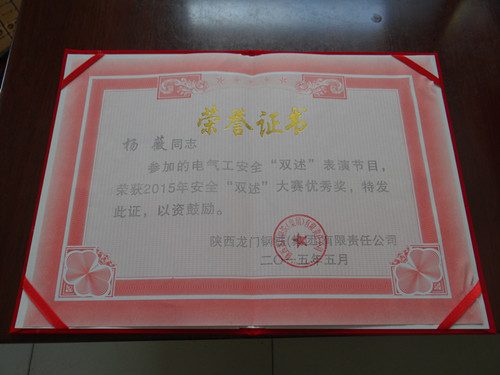 荣誉证书
杨薇同志
参加的电气工安全“双述”表演节目，
荣获2015年安全“双述”大赛优秀奖，特发
此证，以资鼓励。
陕西龙门钢铁(集团)有限责任公司
二〇一五年五月